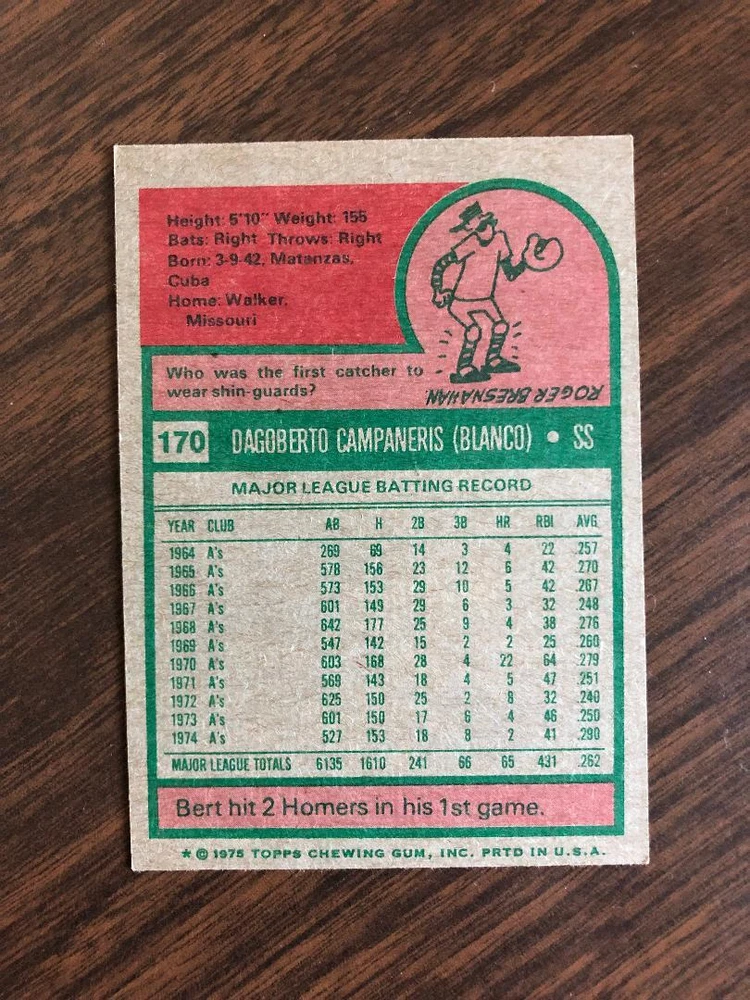 Height: 5'10" Weight: 155
Bats: Right Throws: Right
Born: 3-9-42, Matanzas,
Cuba
Home: Walker,
Missouri
Who was the first catcher to
wear shin-guards?
ROGER BRESNAHAN.
170 DAGOBERTO CAMPANERIS (BLANCO) • SS
MAJOR LEAGUE BATTING RECORD
YEAR CLUB AB H 2B 3B HR RBI AVG
1964 A's 269 69 14 3 4 22 .257
1965 A's 578 156 23 12 6 42 .270
1966 A's 573 153 29 10 5 42 .267
1967 A's 601 149 29 6 3 32 .248
1968 A's 642 177 25 9 4 38 .276
1969 A's 547 142 15 2 2 25 .260
1970 A's 603 168 28 4 22 64 .279
1971 A's 569 143 18 4 5 47 .251
1972 A's 625 150 25 2 8 32 .240
1973 A's 601 150 17 6 4 46 .250
1974 A's 527 153 18 8 2 41 .290
MAJOR LEAGUE TOTALS 6135 1610 241 66 65 431 .262
Bert hit 2 Homers in his 1st game.
* © 1975 TOPPS CHEWING GUM, INC. PRTD IN U.S.A.